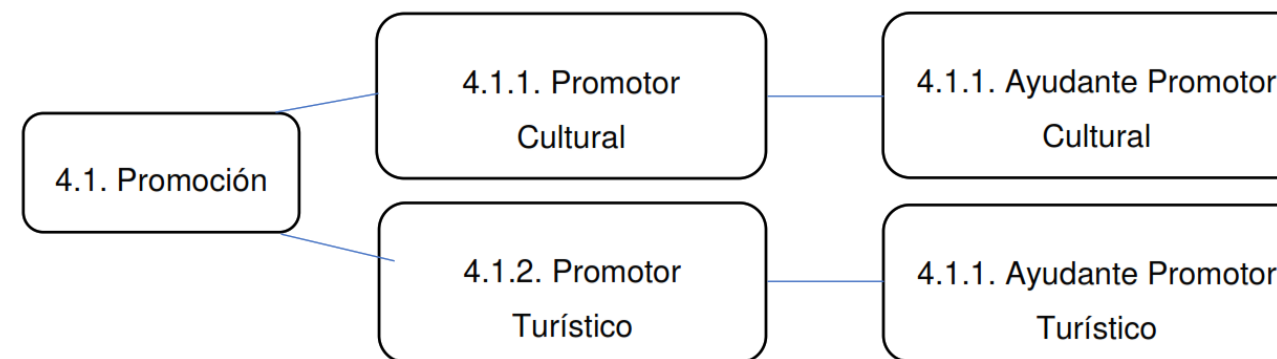 4.1. Promoción
4.1.1. Promotor
Cultural
4.1.1. Ayudante Promotor
Cultural
4.1.2. Promotor
Turístico
4.1.1. Ayudante Promotor
Turístico